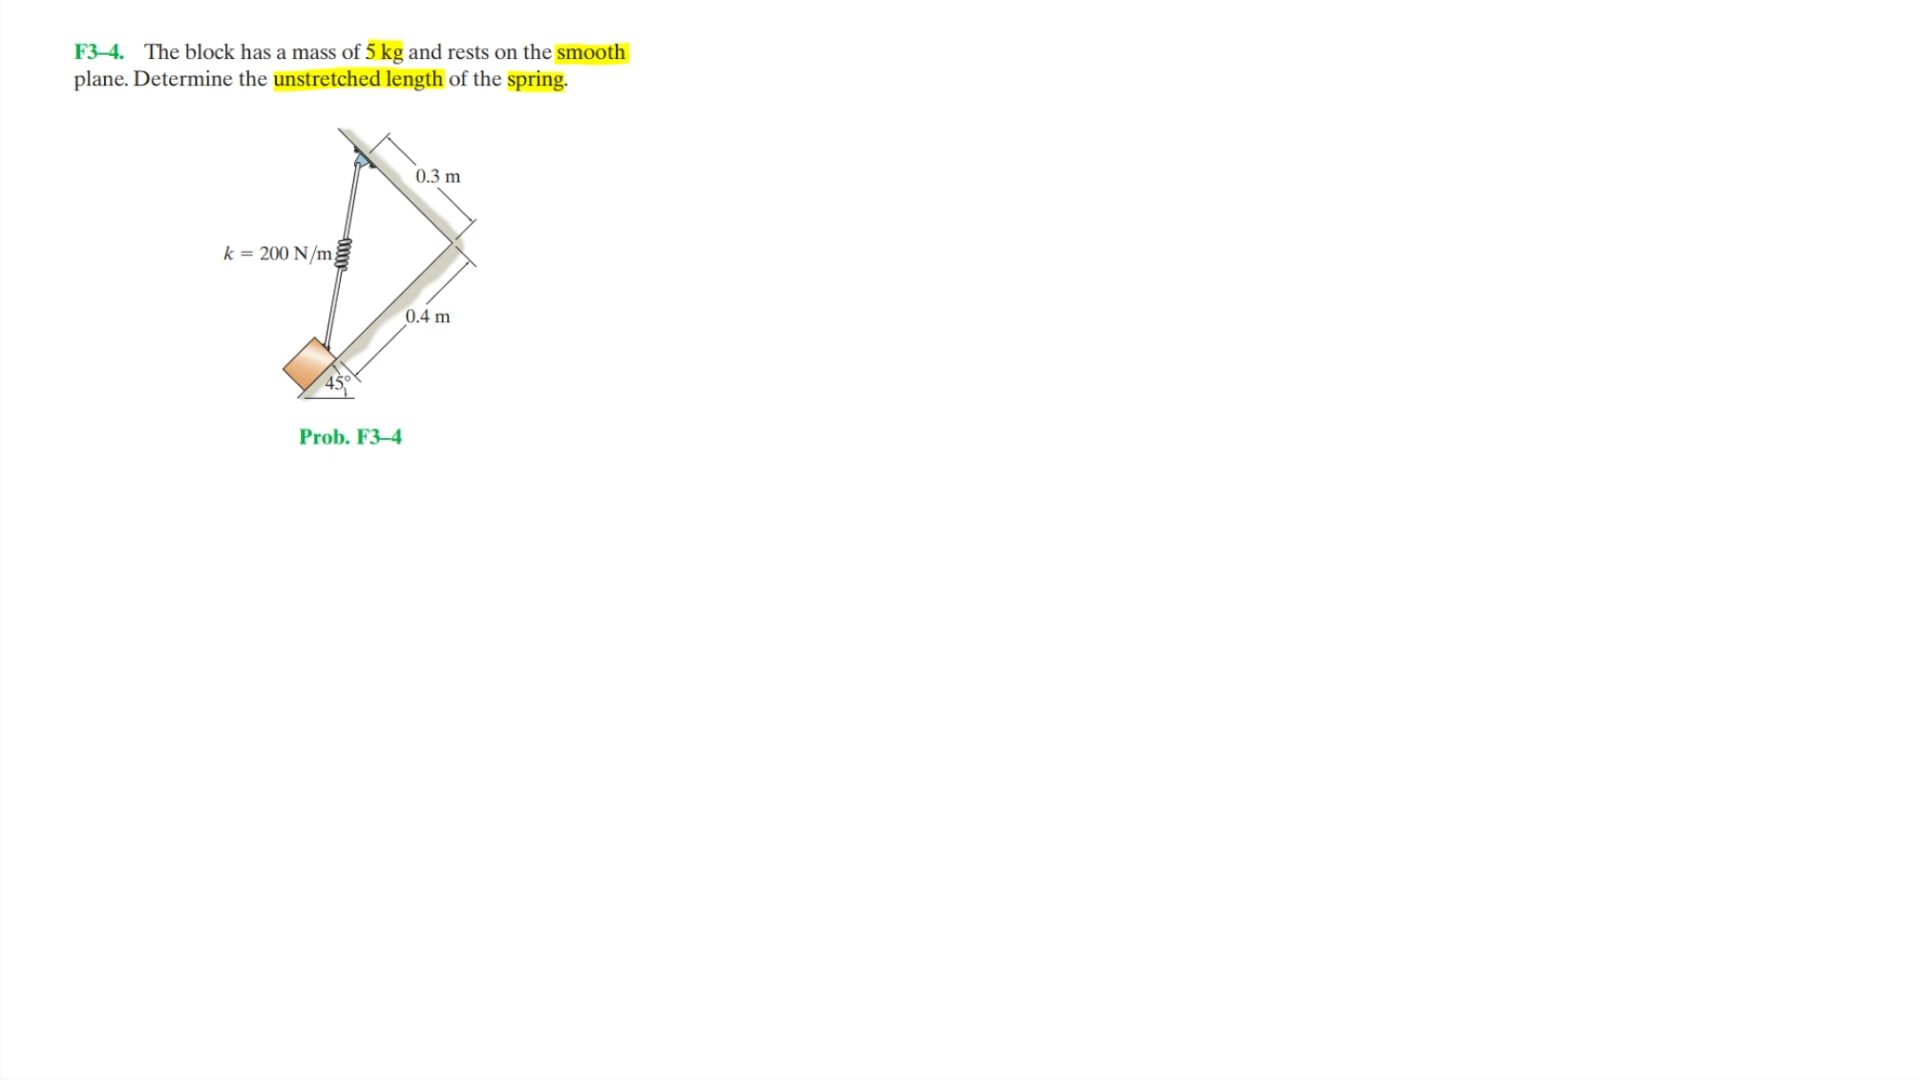 F3–4. The block has a mass of 5 kg and rests on the smooth
plane. Determine the unstretched length of the spring.
0.3 m
k = 200 N/m
0.4 m
45°
Prob. F3–4